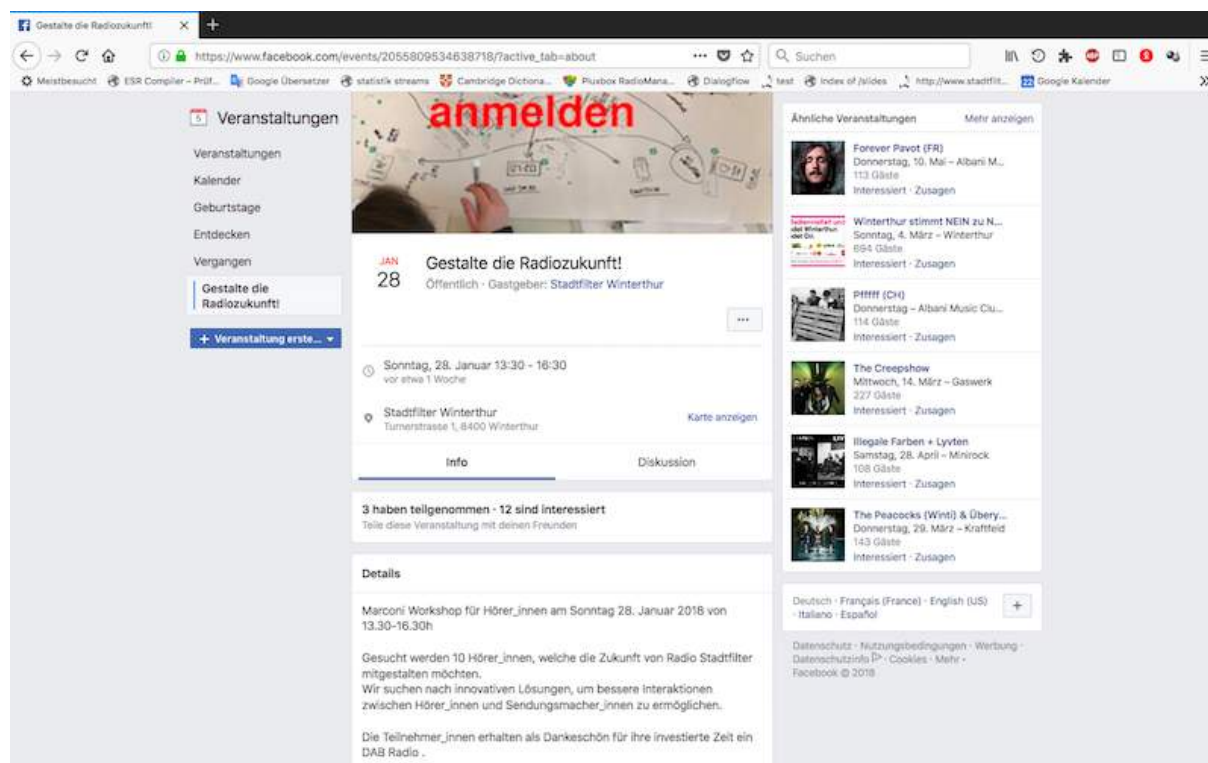 Gestalte die Radiozukunft!
https://www.facebook.com/events/2055809534638718/?active_tab=about
Suchen
Meistbesucht
ESR Compiler – Prüf...
Google Übersetzer
statistik streams
Cambridge Dictiona...
Pluxbox RadioMana...
Dialogflow
test
Index of /slides
http://www.stadtfilt...
Google Kalender
Veranstaltungen
Veranstaltungen
Kalender
Geburtstage
Entdecken
Vergangen
Gestalte die
Radiozukunft!
+ Veranstaltung erste...
anmelden
JAN
28
Gestalte die Radiozukunft!
Öffentlich · Gastgeber: Stadtfilter Winterthur
Sonntag, 28. Januar 13:30 – 16:30
vor etwa 1 Woche
Stadtfilter Winterthur
Turnerstrasse 1, 8400 Winterthur
Karte anzeigen
Info
Diskussion
3 haben teilgenommen · 12 sind interessiert
Teile diese Veranstaltung mit deinen Freunden
Details
Marconi Workshop für Hörer_innen am Sonntag 28. Januar 2018 von
13.30-16.30h
Gesucht werden 10 Hörer_innen, welche die Zukunft von Radio Stadtfilter
mitgestalten möchten.
Wir suchen nach innovativen Lösungen, um bessere Interaktionen
zwischen Hörer_innen und Sendungsmacher_innen zu ermöglichen.
Die Teilnehmer_innen erhalten als Dankeschön für ihre investierte Zeit ein
DAB Radio .
Ähnliche Veranstaltungen
Mehr anzeigen
Forever Pavot (FR)
Donnerstag, 10. Mai – Albani M...
113 Gäste
Interessiert · Zusagen
Winterthur stimmt NEIN zu N...
Sonntag, 4. März – Winterthur
694 Gäste
Interessiert · Zusagen
Pfffff (CH)
Donnerstag – Albani Music Clu...
114 Gäste
Interessiert · Zusagen
The Creepshow
Mittwoch, 14. März – Gaswerk
227 Gäste
Interessiert · Zusagen
Illegale Farben + Lyvten
Samstag, 28. April – Minirock
108 Gäste
Interessiert · Zusagen
The Peacocks (Winti) & Übery...
Donnerstag, 29. März – Kraftfeld
143 Gäste
Interessiert · Zusagen
Deutsch · Français (France) · English (US)
· Italiano · Español
Datenschutz · Nutzungsbedingungen · Werbung ·
Datenschutzinfo · Cookies · Mehr
Facebook © 2018